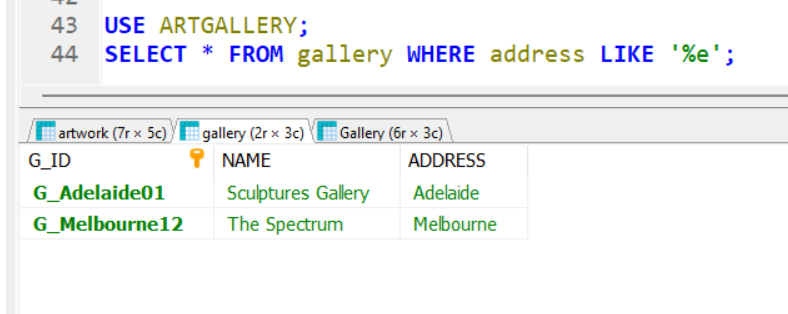 42
43 USE ARTGALLERY;
44 SELECT * FROM gallery WHERE address LIKE '%e';
artwork (7r × 5c) gallery (2r × 3c) Gallery (6r × 3c)
G_ID NAME ADDRESS
G_Adelaide01 Sculptures Gallery Adelaide
G_Melbourne12 The Spectrum Melbourne